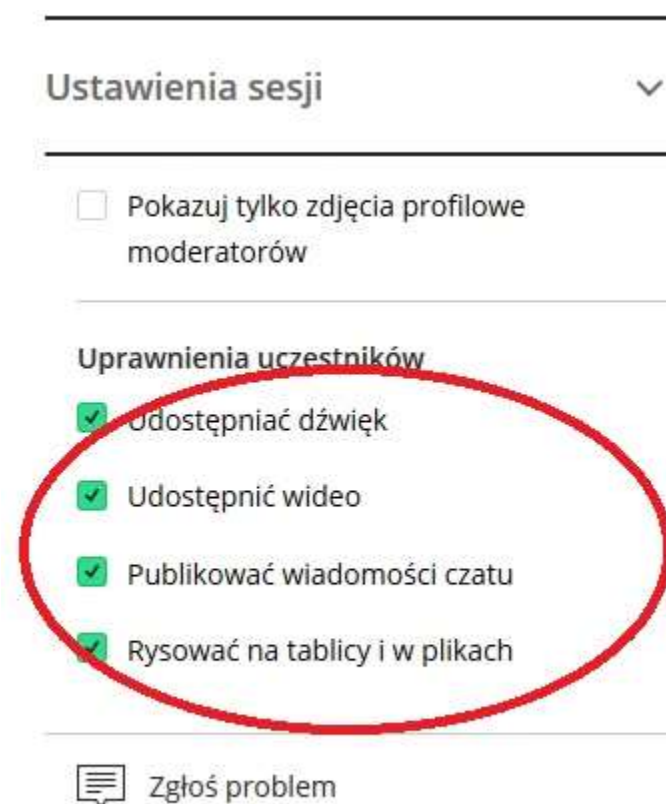 Ustawienia sesji
Pokazuj tylko zdjęcia profilowe
moderatorów
Uprawnienia uczestników
Udostępniać dźwięk
Udostępnić wideo
Publikować wiadomości czatu
Rysować na tablicy i w plikach
Zgłoś problem